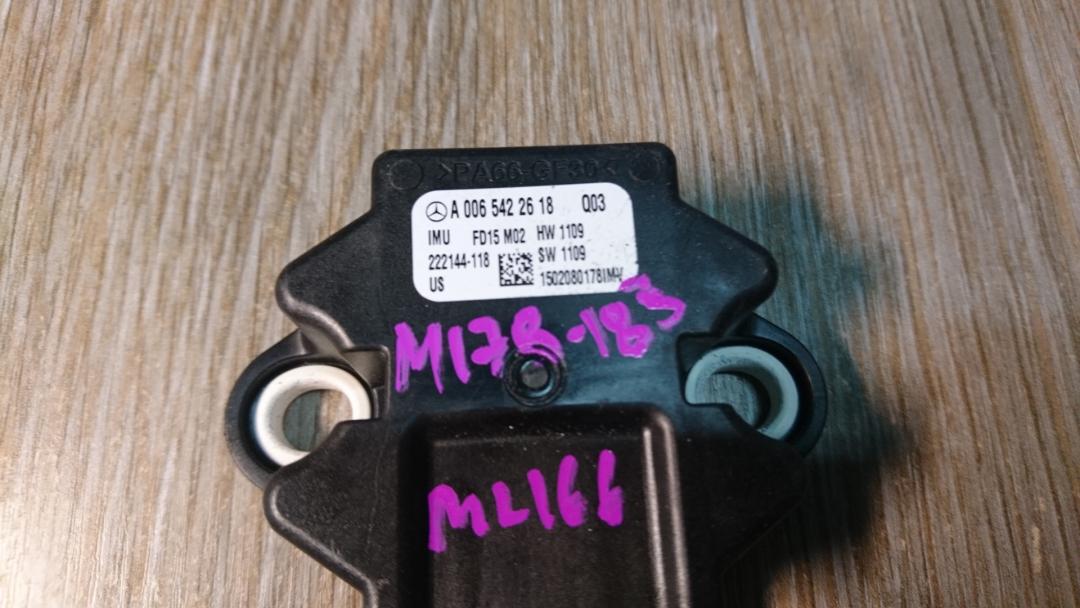 >PA66-GF30<
A 006 542 26 18 Q03
IMU FD15 M02 HW 1109
222144-118 SW 1109
US 1502080178IMV
M178-183
ML166